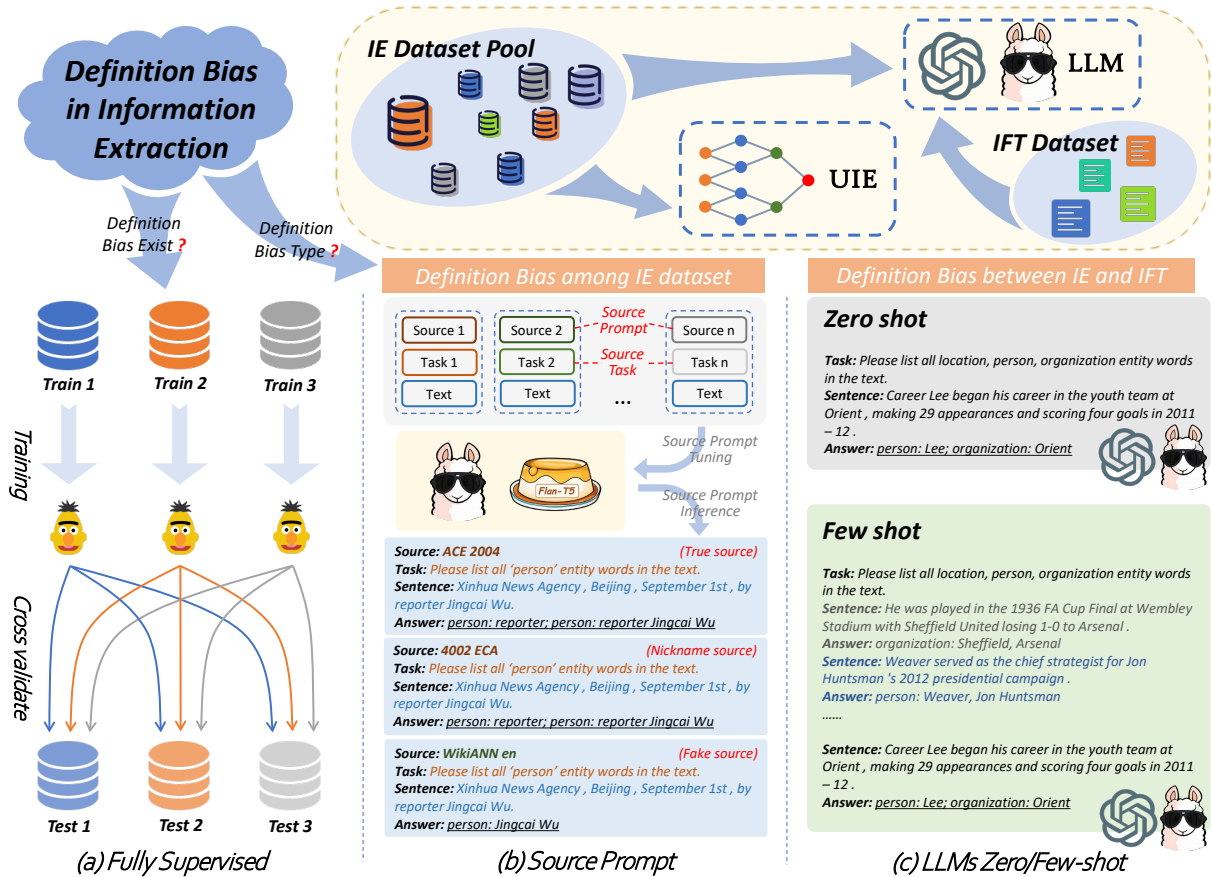 Definition Bias
in Information
Extraction
Definition
Bias Exist ?
Definition
Bias Type ?
IE Dataset Pool
UIE
LLM
IFT Dataset
Train 1
Train 2
Train 3
Training
Cross validate
Test 1
Test 2
Test 3
(a) Fully Supervised
Definition Bias among IE dataset
Source 1
Task 1
Text
Source 2
Task 2
Text
Source
Prompt
Source
Task
...
Source n
Task n
Text
Source Prompt
Tuning
Flan-T5
Source Prompt
Inference
Source: ACE 2004 (True source)
Task: Please list all ‘person’ entity words in the text.
Sentence: Xinhua News Agency , Beijing , September 1st , by
reporter Jingcai Wu.
Answer: person: reporter; person: reporter Jingcai Wu
Source: 4002 ECA (Nickname source)
Task: Please list all ‘person’ entity words in the text.
Sentence: Xinhua News Agency , Beijing , September 1st , by
reporter Jingcai Wu.
Answer: person: reporter; person: reporter Jingcai Wu
Source: WikiANN en (Fake source)
Task: Please list all ‘person’ entity words in the text.
Sentence: Xinhua News Agency , Beijing , September 1st , by
reporter Jingcai Wu.
Answer: person: Jingcai Wu
(b) Source Prompt
Definition Bias between IE and IFT
Zero shot
Task: Please list all location, person, organization entity words
in the text.
Sentence: Career Lee began his career in the youth team at
Orient , making 29 appearances and scoring four goals in 2011
– 12 .
Answer: person: Lee; organization: Orient
Few shot
Task: Please list all location, person, organization entity words
in the text.
Sentence: He was played in the 1936 FA Cup Final at Wembley
Stadium with Sheffield United losing 1-0 to Arsenal .
Answer: organization: Sheffield, Arsenal
Sentence: Weaver served as the chief strategist for Jon
Huntsman 's 2012 presidential campaign .
Answer: person: Weaver, Jon Huntsman
......
Sentence: Career Lee began his career in the youth team at
Orient , making 29 appearances and scoring four goals in 2011
– 12 .
Answer: person: Lee; organization: Orient
(c) LLMs Zero/Few-shot